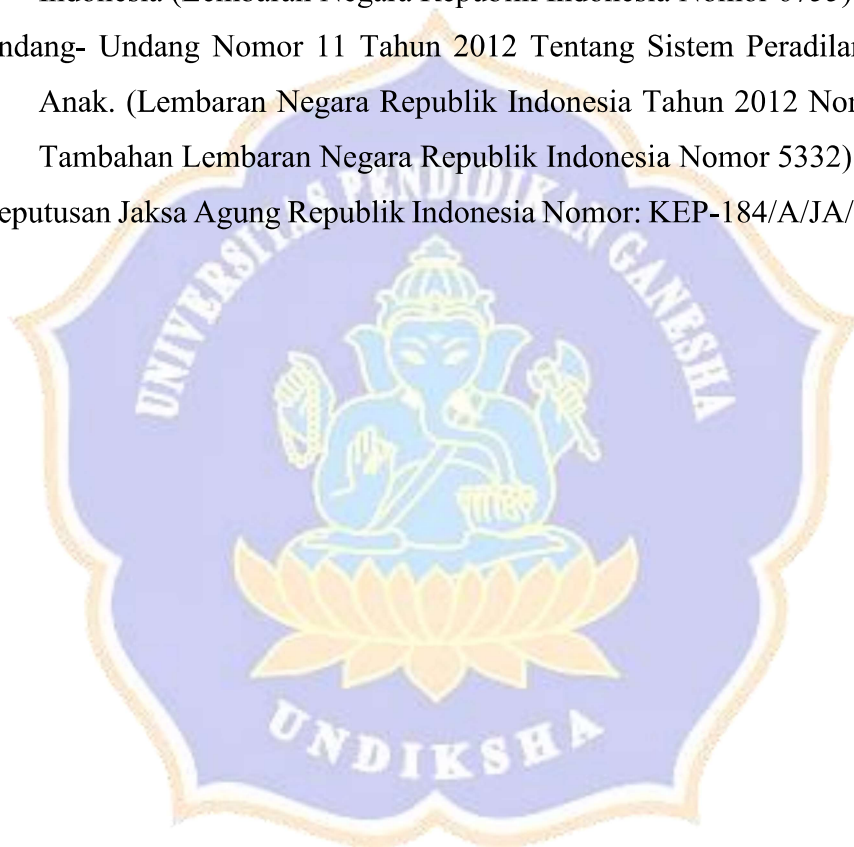 Indonesia (Lembaran Negara Republik Indonesia Nomor 6755)
ndang- Undang Nomor 11 Tahun 2012 Tentang Sistem Peradilan
Anak. (Lembaran Negara Republik Indonesia Tahun 2012 Nor
Tambahan Lembaran Negara Republik Indonesia Nomor 5332)
eputusan Jaksa Agung Republik Indonesia Nomor: KEP-184/A/JA/
UNIVERSITAS PENDIDIKAN GANESHA
UNDIKSHA